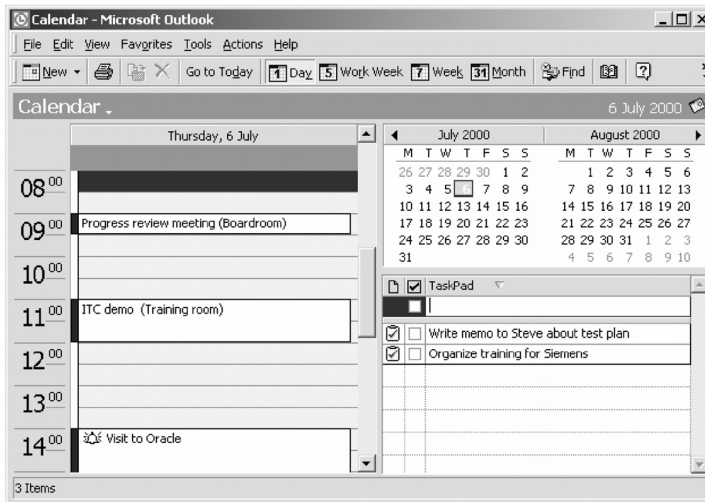 Calendar - Microsoft Outlook
File Edit View Favorites Tools Actions Help
New Go to Today 1 Day 5 Work Week 7 Week 31 Month Find
Calendar 6 July 2000
Thursday, 6 July
08 00
09 00 Progress review meeting (Boardroom)
10 00
11 00 ITC demo (Training room)
12 00
13 00
14 00 Visit to Oracle
July 2000
M T W T F S S
26 27 28 29 30 1 2
3 4 5 6 7 8 9
10 11 12 13 14 15 16
17 18 19 20 21 22 23
24 25 26 27 28 29 30
31
August 2000
M T W T F S S
1 2 3 4 5 6
7 8 9 10 11 12 13
14 15 16 17 18 19 20
21 22 23 24 25 26 27
28 29 30 31 1 2 3
4 5 6 7 8 9 10
TaskPad
Write memo to Steve about test plan
Organize training for Siemens
3 Items